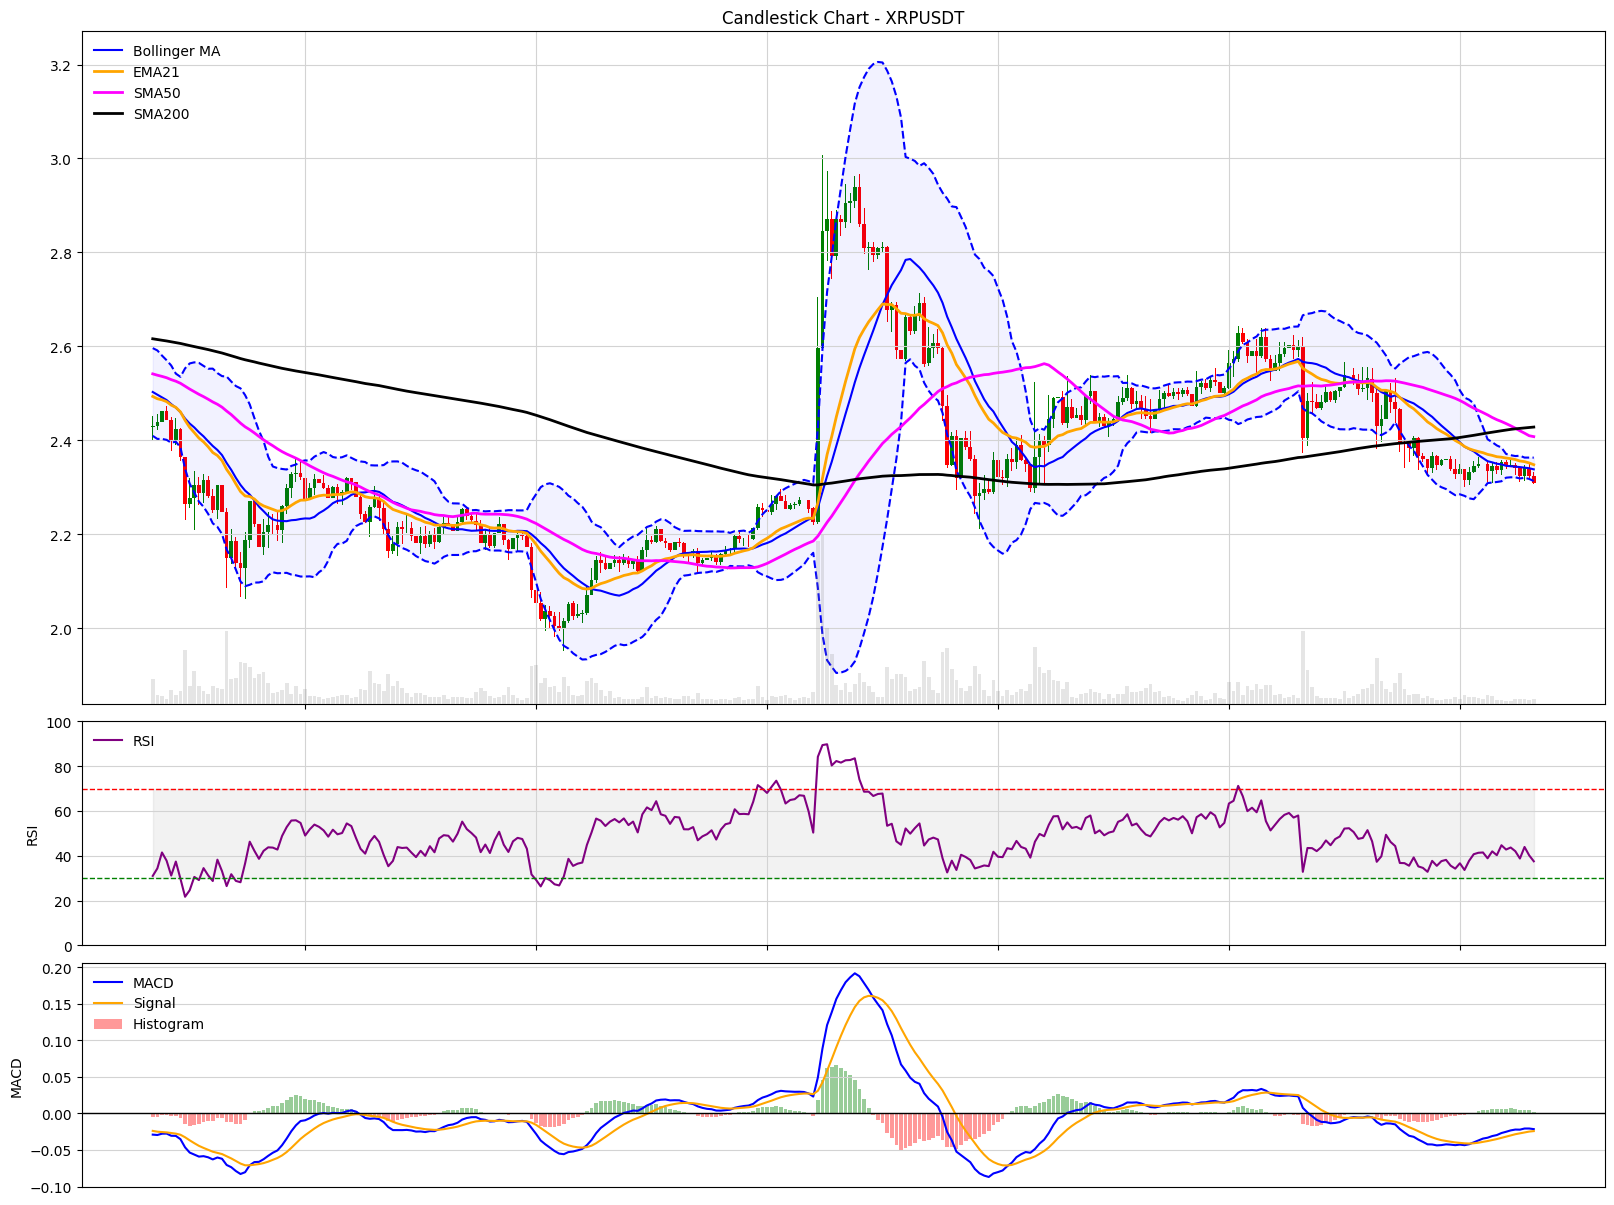 Candlestick Chart - XRPUSDT
Bollinger MA
EMA21
SMA50
SMA200
3.2
3.0
2.8
2.6
2.4
2.2
2.0
RSI
RSI
100
80
60
40
20
0
MACD
Signal
Histogram
MACD
0.20
0.15
0.10
0.05
0.00
−0.05
−0.10